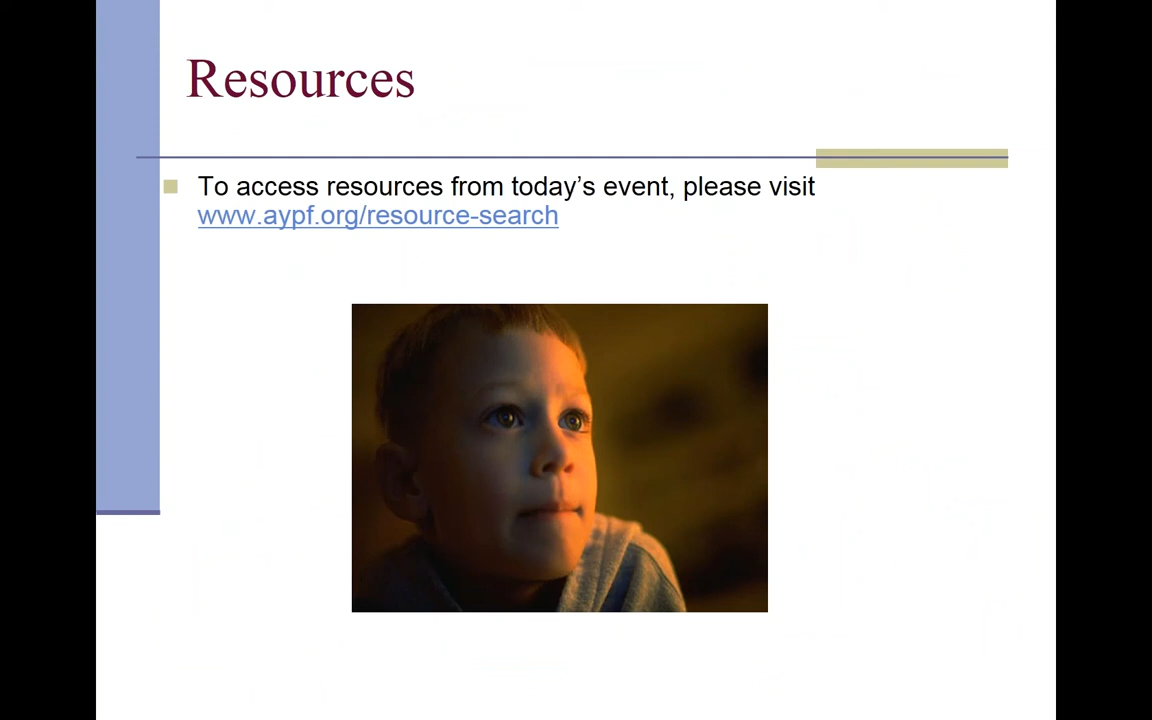 Resources
To access resources from today’s event, please visit
www.aypf.org/resource-search